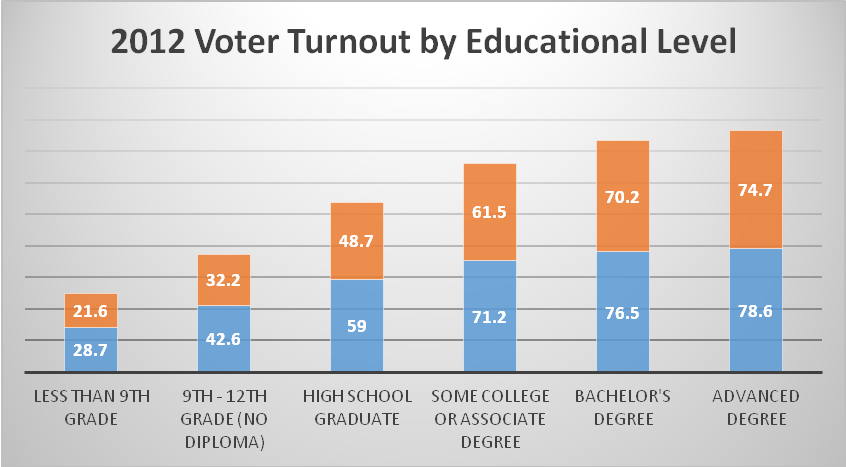 2012 Voter Turnout by Educational Level
21.6
28.7
32.2
42.6
48.7
59
61.5
71.2
70.2
76.5
74.7
78.6
LESS THAN 9TH
GRADE
9TH - 12TH
GRADE (NO
DIPLOMA)
HIGH SCHOOL
GRADUATE
SOME COLLEGE
OR ASSOCIATE
DEGREE
BACHELOR'S
DEGREE
ADVANCED
DEGREE